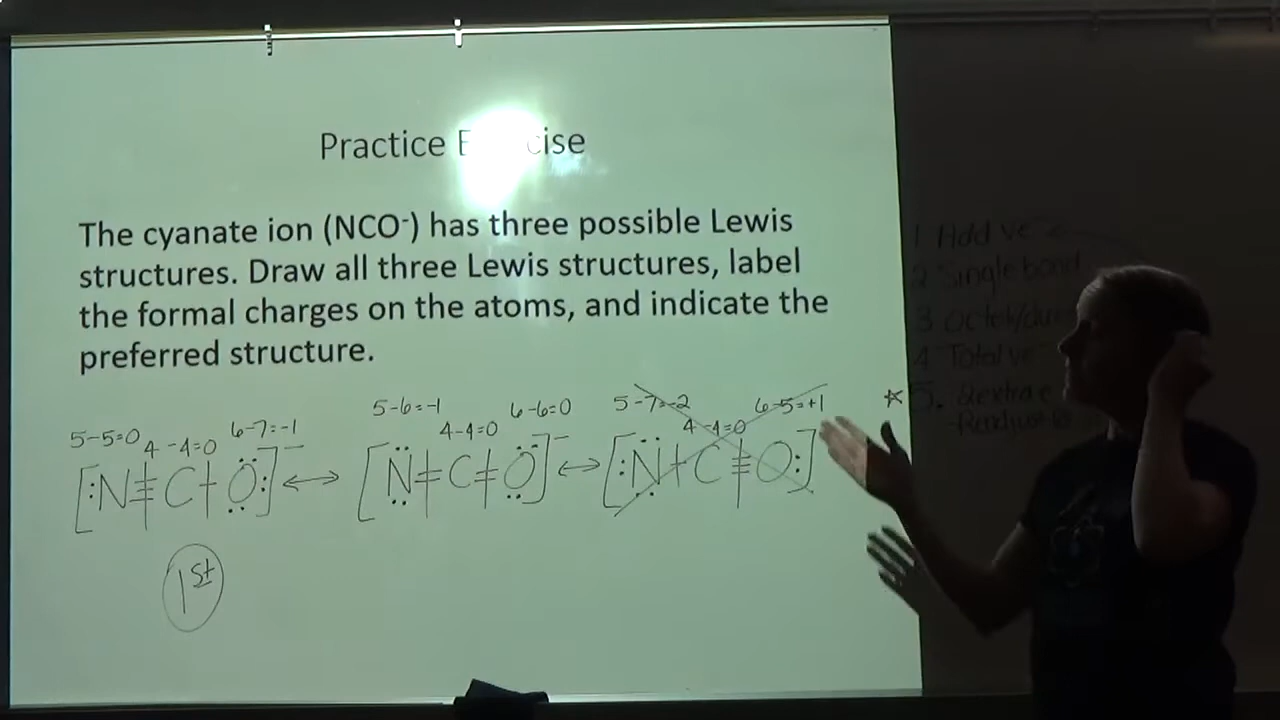 Practice E cise
The cyanate ion (NCO-) has three possible Lewis
structures. Draw all three Lewis structures, label
the formal charges on the atoms, and indicate the
preferred structure.
5-5=0 4-4=0 6-7=-1
5-6=-1 4-4=0 6-6=0
5-7=-2 4-4=0 6-5=+1
[:N≡C-Ö:]⁻ ↔ [N=C=O]⁻ ↔ [:N-C≡O:]
1st
1 Add ve
2 Single bond
3 Octet/
4 Total ve
☆ 5. extra e